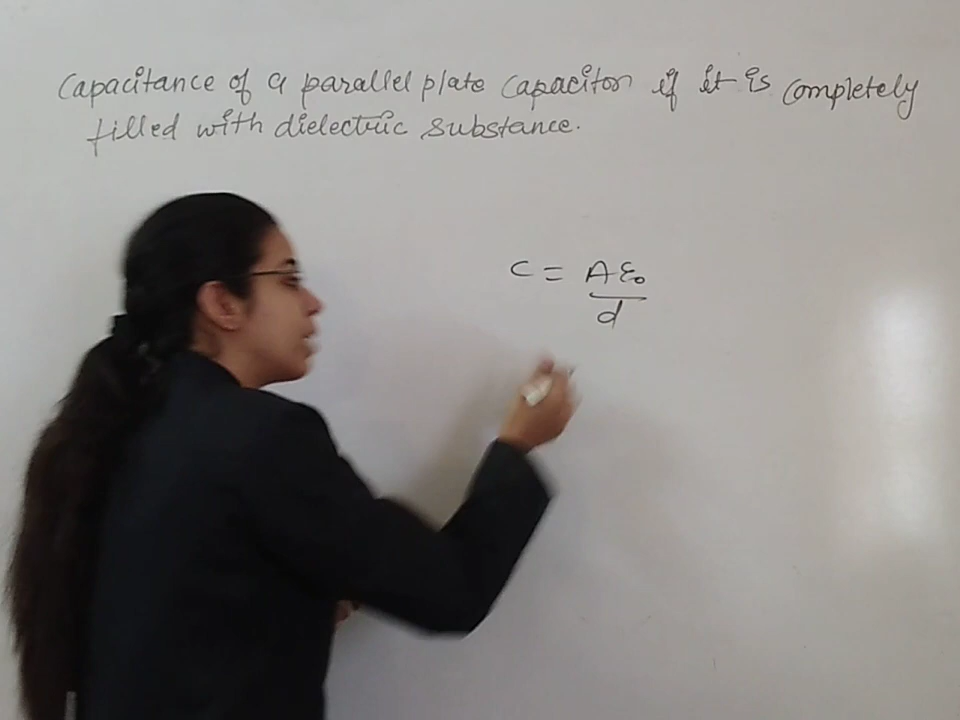 Capacitance of a parallel plate capacitor if it is completely
filled with dielectric substance.
C = Aε₀
d